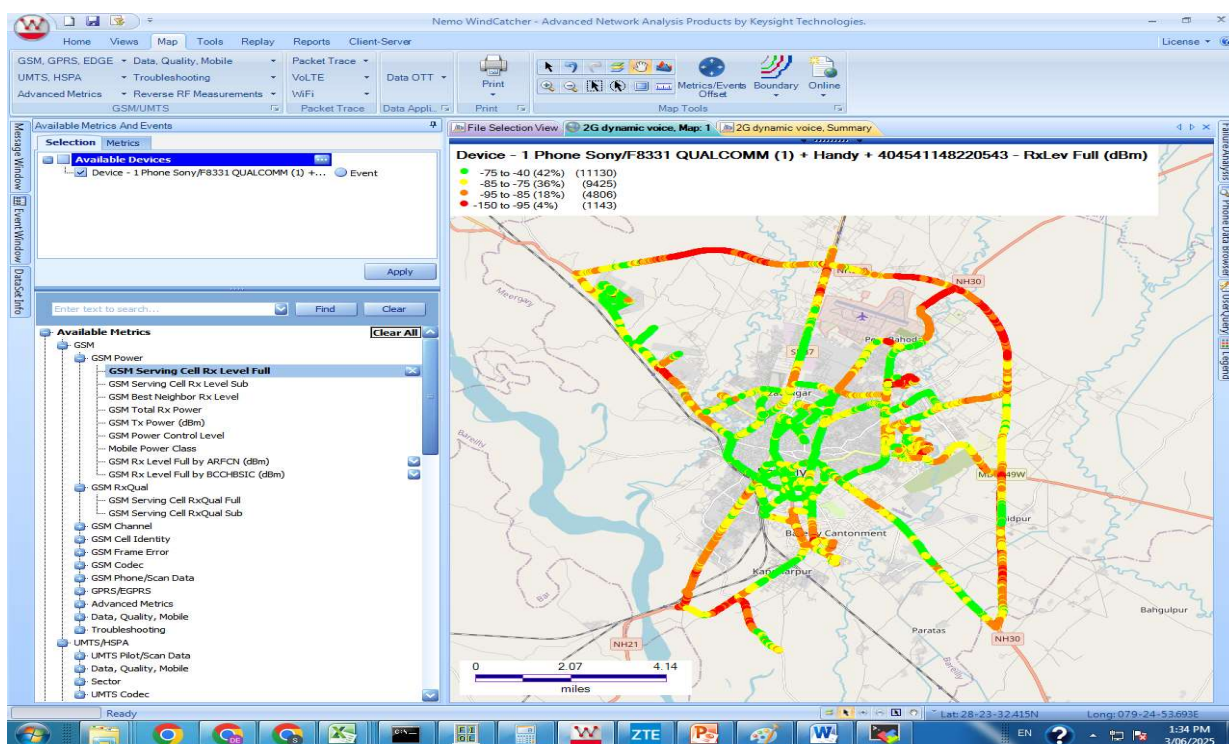 Nemo WindCatcher - Advanced Network Analysis Products by Keysight Technologies.
Home Views Map Tools Replay Reports Client-Server License
GSM, GPRS, EDGE Data, Quality, Mobile Packet Trace
UMTS, HSPA Troubleshooting VoLTE Data OTT Print Metrics/Events Offset Boundary Online
Advanced Metrics Reverse RF Measurements WiFi
GSM/UMTS Packet Trace Data Appli... Print Map Tools
Message Window
Event Window
DataSet Info
Available Metrics And Events
Selection Metrics
Available Devices
Device - 1 Phone Sony/F8331 QUALCOMM (1) +... Event
Apply
Enter text to search... Find Clear
Available Metrics Clear All
GSM
GSM Power
GSM Serving Cell Rx Level Full
GSM Serving Cell Rx Level Sub
GSM Best Neighbor Rx Level
GSM Total Rx Power
GSM Tx Power (dBm)
GSM Power Control Level
Mobile Power Class
GSM Rx Level Full by ARFCN (dBm)
GSM Rx Level Full by BCCHBSIC (dBm)
GSM RxQual
GSM Serving Cell RxQual Full
GSM Serving Cell RxQual Sub
GSM Channel
GSM Cell Identity
GSM Frame Error
GSM Codec
GSM Phone/Scan Data
GPRS/EGPRS
Advanced Metrics
Data, Quality, Mobile
Troubleshooting
UMTS/HSPA
UMTS Pilot/Scan Data
Data, Quality, Mobile
Sector
UMTS Codec
File Selection View 2G dynamic voice, Map: 1 2G dynamic voice, Summary
Device - 1 Phone Sony/F8331 QUALCOMM (1) + Handy + 404541148220543 - RxLev Full (dBm)
-75 to -40 (42%) (11130)
-85 to -75 (36%) (9425)
-95 to -85 (18%) (4806)
-150 to -95 (4%) (1143)
NH30
Meerganj
Bareilly
Cantonment
Bahgulpur
Paratas
NH21
NH30
Bareilly
0 2.07 4.14
miles
Phone Data Browser
UserQuery
Legend
Ready Lat:28-23-32.415N Long:079-24-53.693E
ZTE EN 1:34 PM
3/06/2025